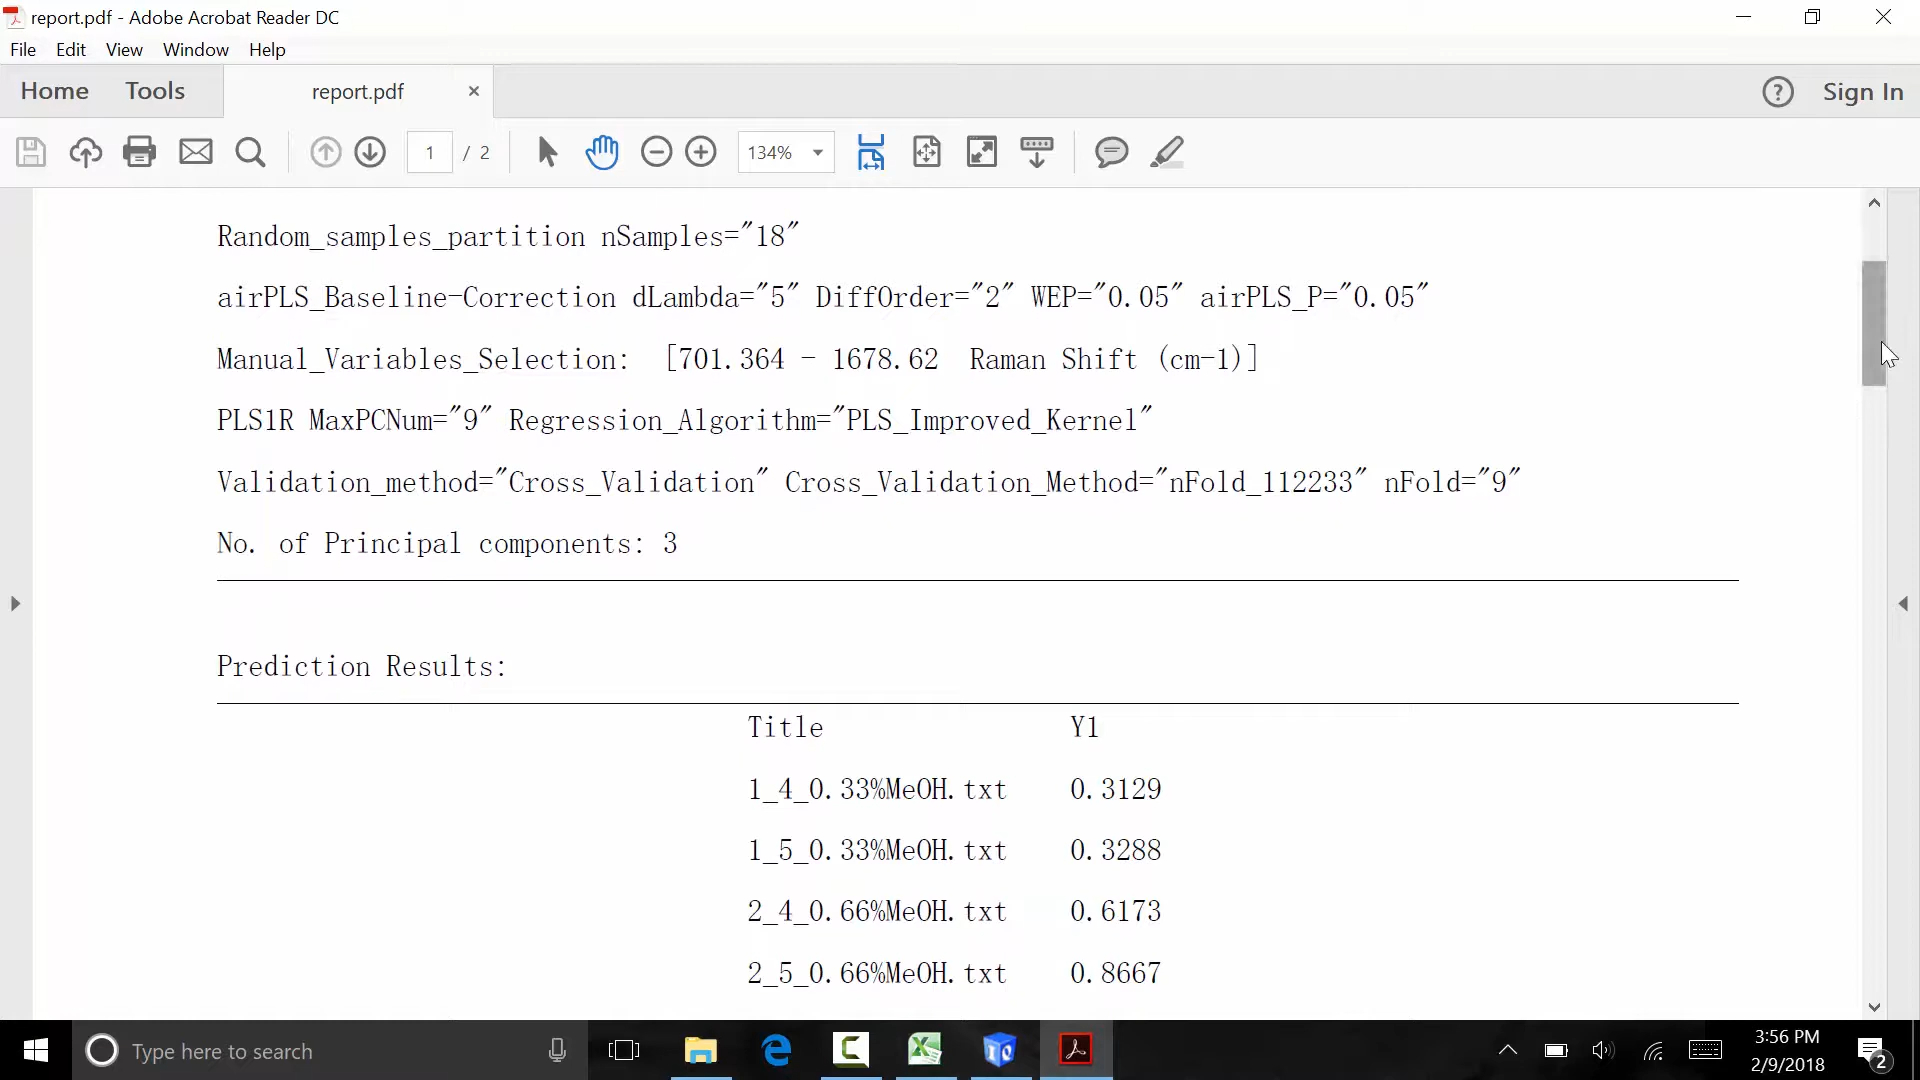 report.pdf - Adobe Acrobat Reader DC
File Edit View Window Help
Home Tools report.pdf × ? Sign In
1 / 2 134%
Random_samples_partition nSamples="18"
airPLS_Baseline-Correction dLambda="5" DiffOrder="2" WEP="0.05" airPLS_P="0.05"
Manual_Variables_Selection: [701.364 - 1678.62 Raman Shift (cm-1)]
PLS1R MaxPCNum="9" Regression_Algorithm="PLS_Improved_Kernel"
Validation_method="Cross_Validation" Cross_Validation_Method="nFold_112233" nFold="9"
No. of Principal components: 3
Prediction Results:
Title Y1
1_4_0.33%MeOH.txt 0.3129
1_5_0.33%MeOH.txt 0.3288
2_4_0.66%MeOH.txt 0.6173
2_5_0.66%MeOH.txt 0.8667
Type here to search
3:56 PM
2/9/2018
2